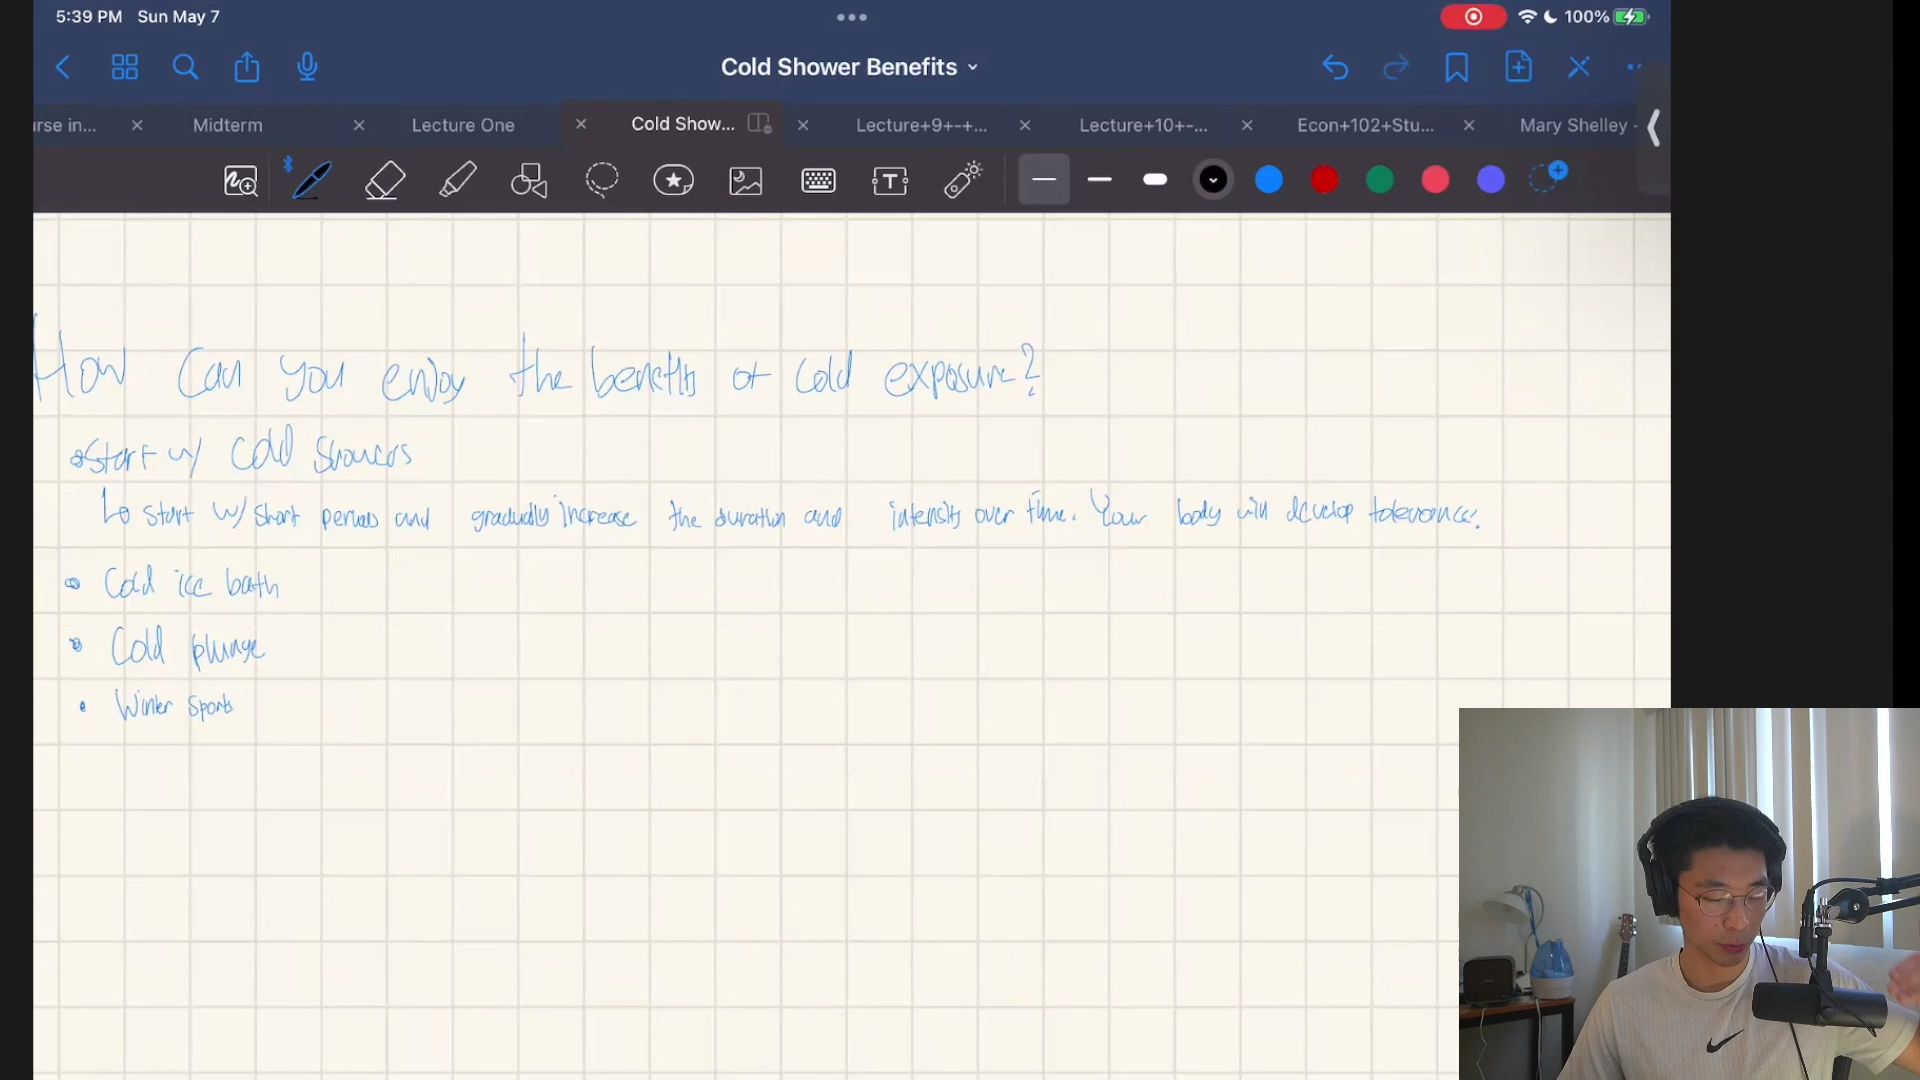 5:39 PM Sun May 7
100%
Cold Shower Benefits
rse in...
Midterm
Lecture One
Cold Show...
Lecture+9+-+...
Lecture+10+-...
Econ+102+Stu...
Mary Shelley -
How Can you enjoy the benefits of cold exposure?
Start w/ cold showers
Start w/ short periods and gradually increase the duration and intensity over time. Your body will develop tolerance.
Cold ice bath
Cold plunge
Winter sports